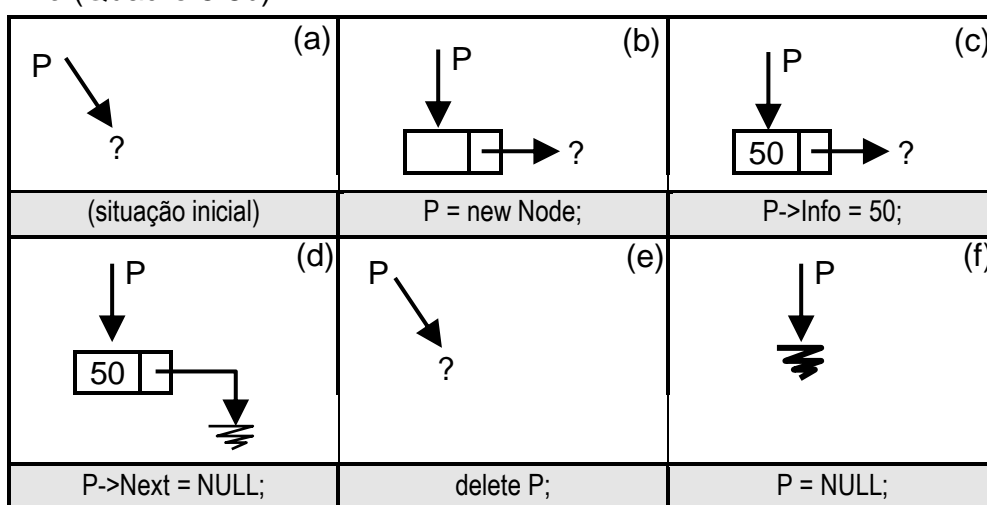 (a)
P
?
(situação inicial)
(b)
P
?
P = new Node;
(c)
P
50
?
P->Info = 50;
(d)
P
50
P->Next = NULL;
(e)
P
?
delete P;
(f)
P
P = NULL;